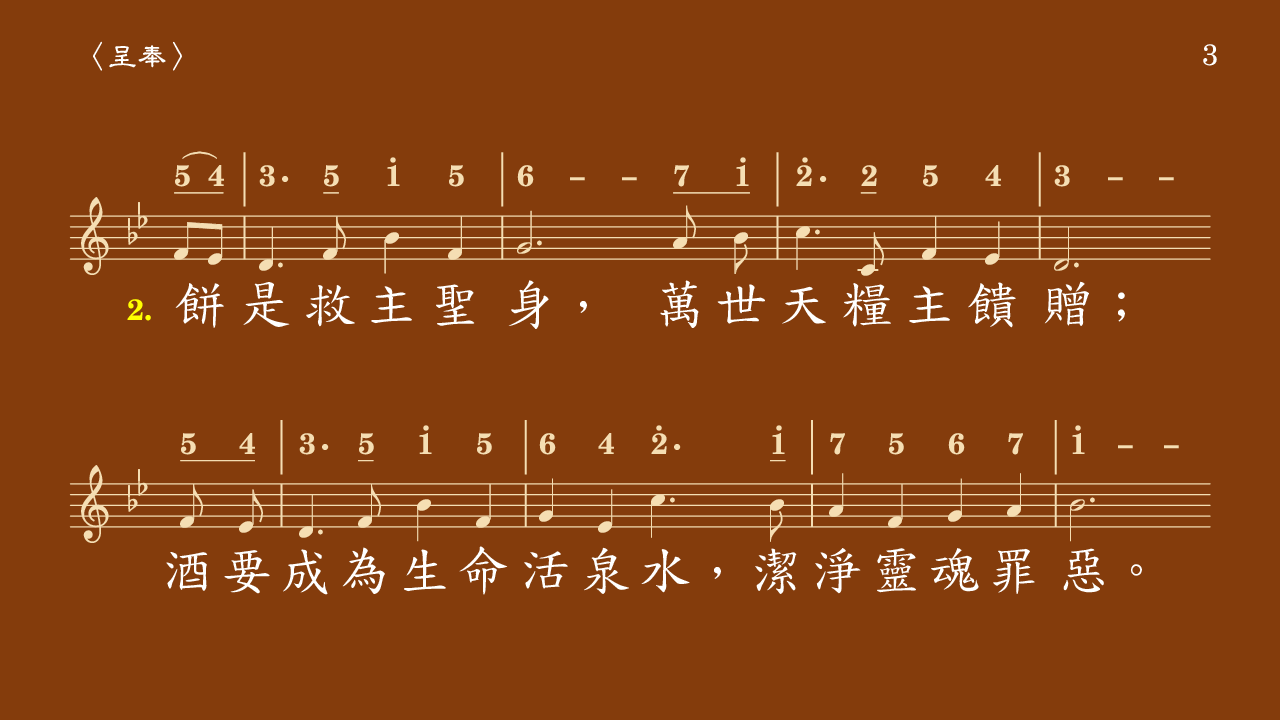 〈呈奉〉 3
5 4 3. 5 i 5 6 – – 7 i 2̇. 2 5 4 3 – –
2. 餅是救主聖身， 萬世天糧主饋贈；
5 4 3. 5 i 5 6 4 2̇. i 7 5 6 7 i – –
酒要成為生命活泉水，潔淨靈魂罪惡。